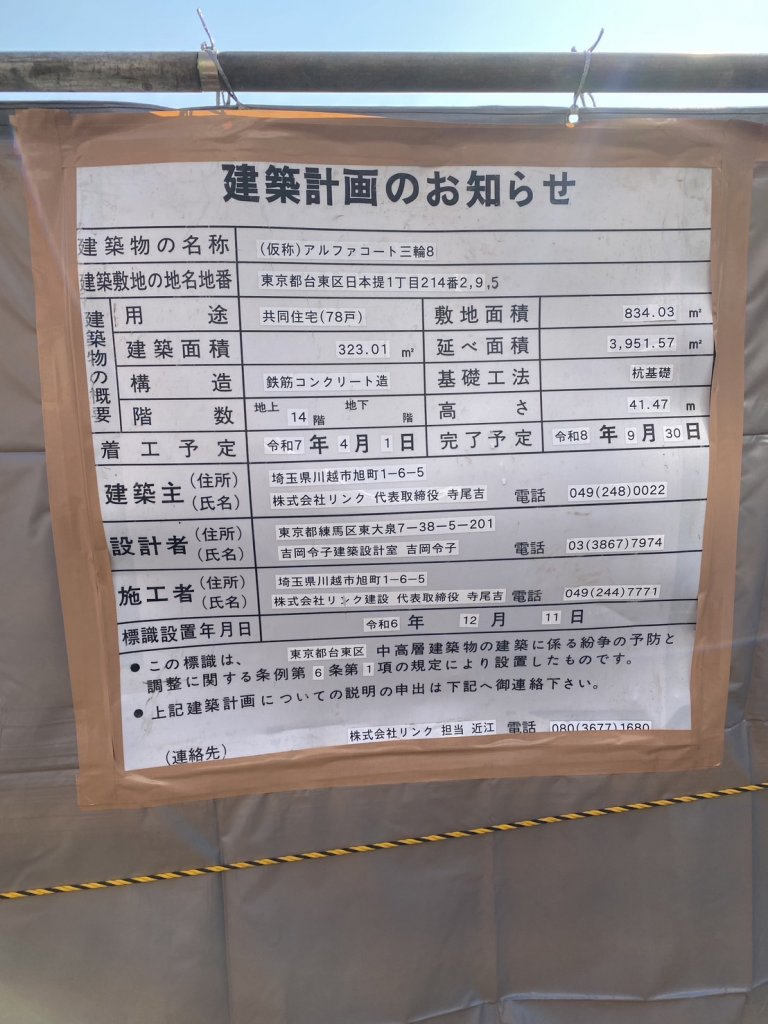 建築計画のお知らせ
建築物の名称 (仮称)アルファコート三輪8
建築敷地の地名地番 東京都台東区日本提1丁目214番2,9,5
建築物の概要
用途 共同住宅(78戸) 敷地面積 834.03 ㎡
建築面積 323.01 ㎡ 延べ面積 3,951.57 ㎡
構造 鉄筋コンクリート造 基礎工法 杭基礎
階数 地上 14 階 地下 階 高さ 41.47 m
着工予定 令和7 年 4 月 1 日 完了予定 令和8 年 9 月 30 日
建築主 (住所) 埼玉県川越市旭町1-6-5
(氏名) 株式会社リンク 代表取締役 寺尾吉 電話 049(248)0022
設計者 (住所) 東京都練馬区東大泉7-38-5-201
(氏名) 吉岡令子建築設計室 吉岡令子 電話 03(3867)7974
施工者 (住所) 埼玉県川越市旭町1-6-5
(氏名) 株式会社リンク建設 代表取締役 寺尾吉 電話 049(244)7771
標識設置年月日 令和6 年 12 月 11 日
●この標識は、 東京都台東区 中高層建築物の建築に係る紛争の予防と
調整に関する条例第 6 条第 1 項の規定により設置したものです。
●上記建築計画についての説明の申出は下記へ御連絡下さい。
(連絡先) 株式会社リンク 担当 近江 電話 080(3677)1680